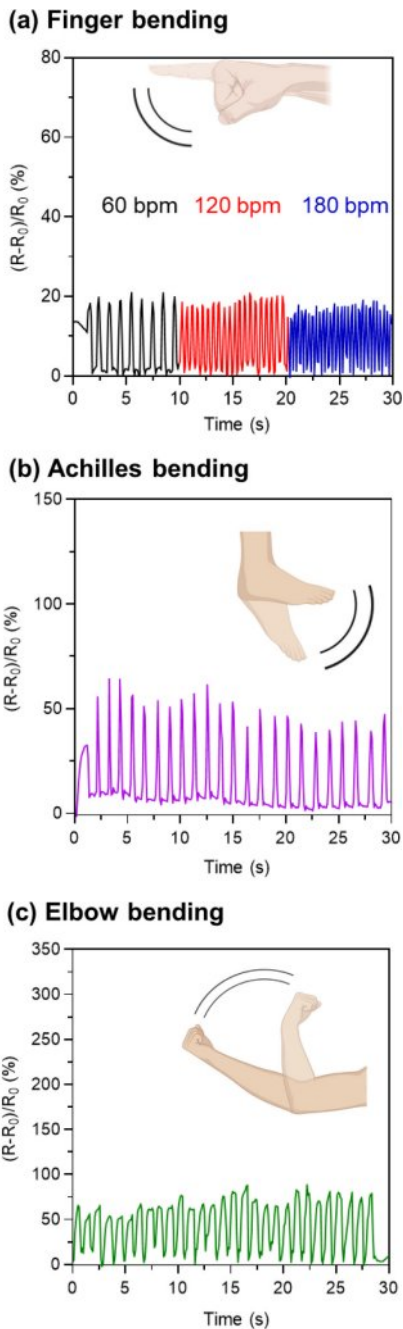 (a) Finger bending
80
60
40
20
0
(R-R₀)/R₀ (%)
60 bpm 120 bpm 180 bpm
0 5 10 15 20 25 30
Time (s)
(b) Achilles bending
150
100
50
0
(R-R₀)/R₀ (%)
0 5 10 15 20 25 30
Time (s)
(c) Elbow bending
350
300
250
200
150
100
50
0
(R-R₀)/R₀ (%)
0 5 10 15 20 25 30
Time (s)